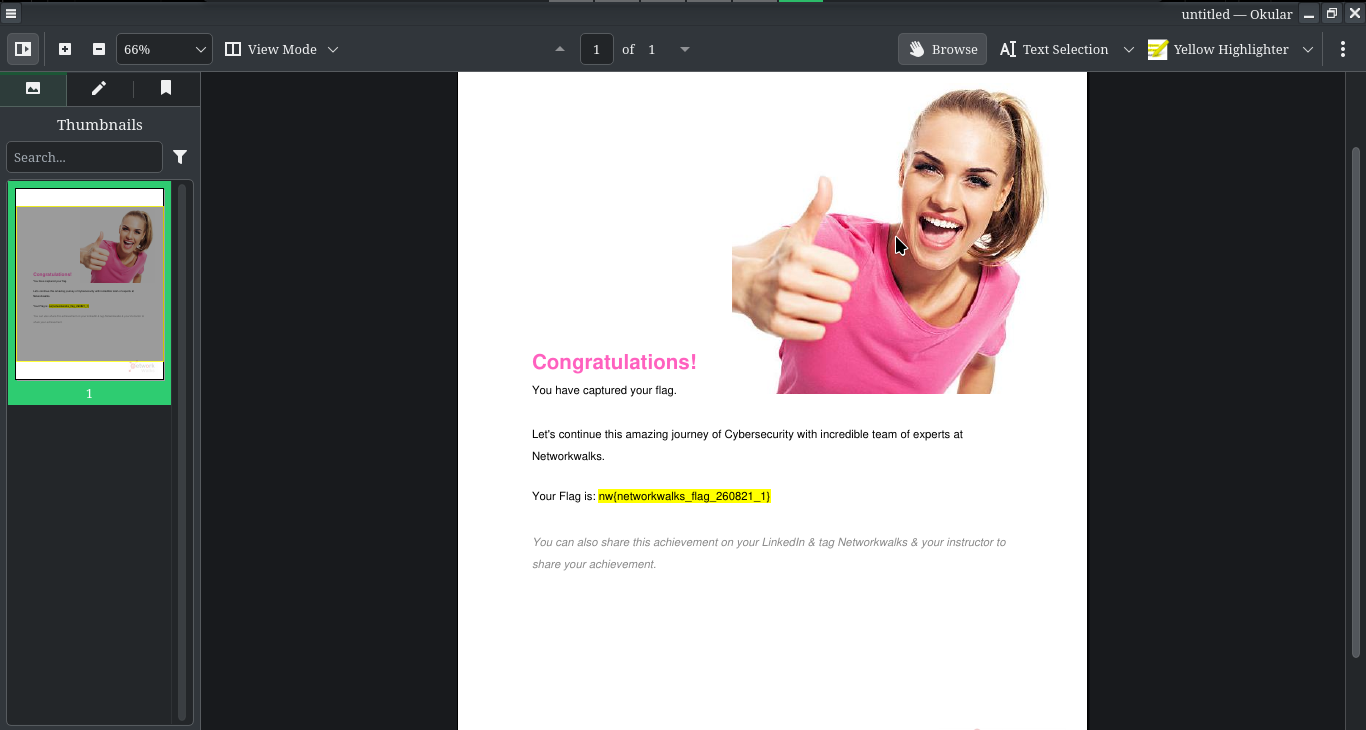 untitled — Okular
66%
View Mode
1 of 1
Browse
Text Selection
Yellow Highlighter
Thumbnails
Search...
1
Congratulations!
You have captured your flag.
Let's continue this amazing journey of Cybersecurity with incredible team of experts at
Networkwalks.
Your Flag is: nw{networkwalks_flag_260821_1}
You can also share this achievement on your LinkedIn & tag Networkwalks & your instructor to
share your achievement.